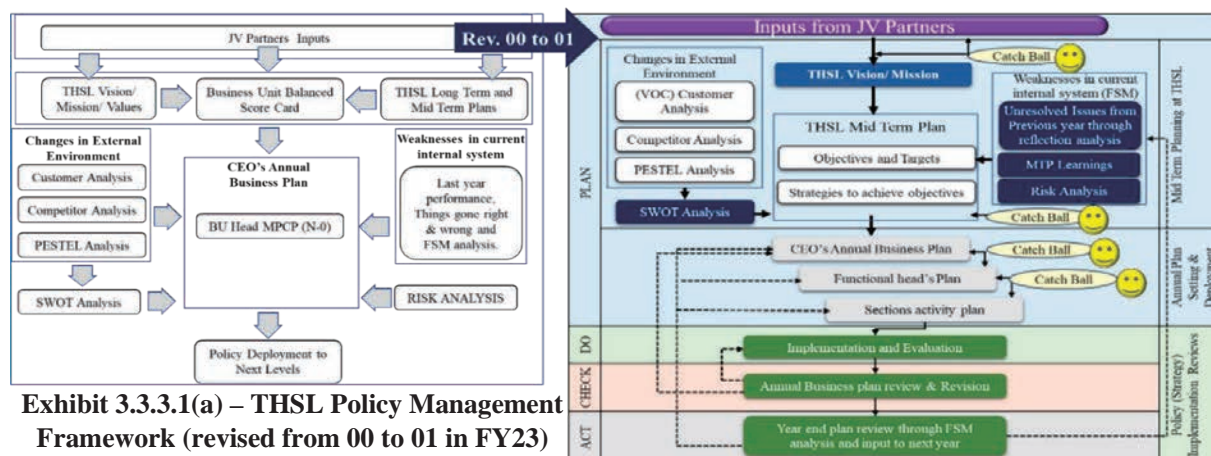 JV Partners Inputs
THSL Vision/
Mission/ Values
Business Unit Balanced
Score Card
THSL Long Term and
Mid Term Plans
Changes in External
Environment
Customer Analysis
Competitor Analysis
PESTEL Analysis
SWOT Analysis
CEO's Annual
Business Plan
BU Head MPCP (N-0)
Weaknesses in current
internal system
Last year
performance,
Things gone right
& wrong and
FSM analysis.
RISK ANALYSIS
Policy Deployment to
Next Levels
Exhibit 3.3.3.1(a) – THSL Policy Management
Framework (revised from 00 to 01 in FY23)
Rev. 00 to 01
Inputs from JV Partners
Catch Ball
PLAN
Changes in External
Environment
(VOC) Customer
Analysis
Competitor Analysis
PESTEL Analysis
SWOT Analysis
THSL Vision/ Mission
THSL Mid Term Plan
Objectives and Targets
Strategies to achieve objectives
Weaknesses in current
internal system (FSM)
Unresolved Issues from
Previous year through
reflection analysis
MTP Learnings
Risk Analysis
Catch Ball
Mid Term Planning at THSL
CEO's Annual Business Plan
Catch Ball
Functional head's Plan
Catch Ball
Sections activity plan
Annual Plan
Setting &
Deployment
DO
Implementation and Evaluation
CHECK
Annual Business plan review & Revision
ACT
Year end plan review through FSM
analysis and input to next year
Policy (Strategy)
Implementation Reviews